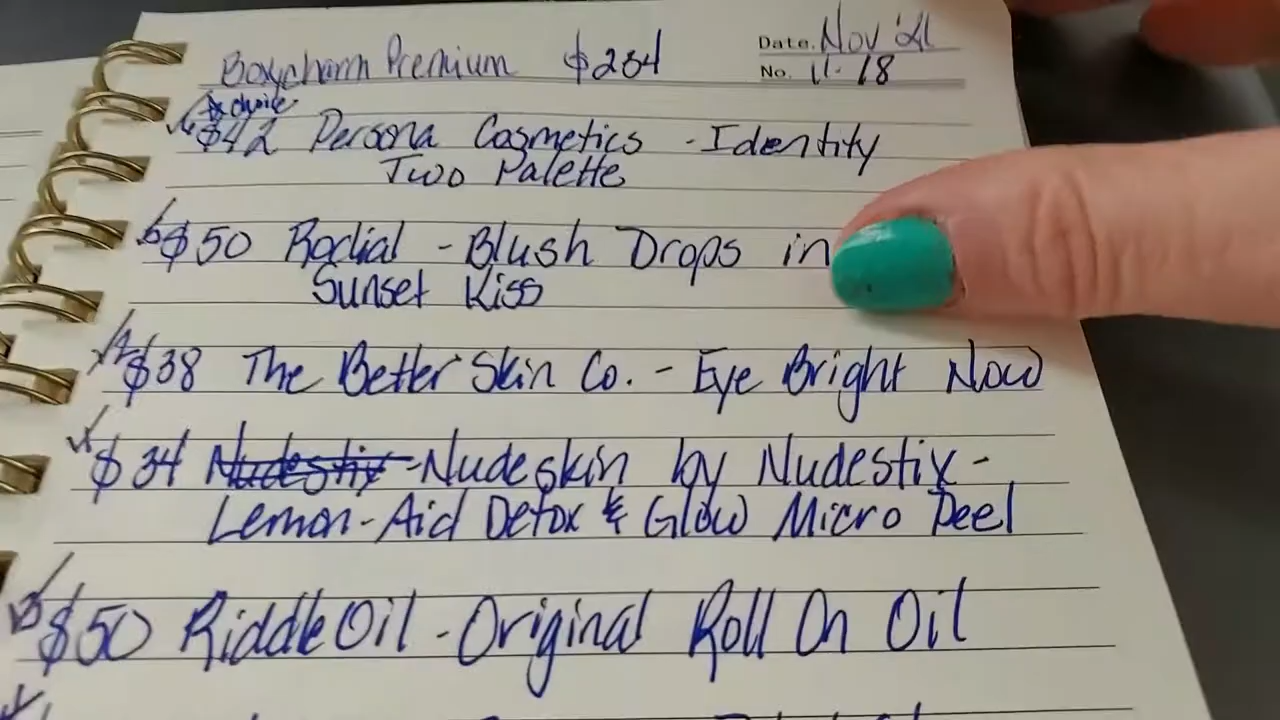 Boxycharm Premium $234
Date. Nov '21
No. 11-18
☆ choice
$42 Persona Cosmetics - Identity
Two Palette
$50 Rodial - Blush Drops in
Sunset Kiss
$38 The Better Skin Co. - Eye Bright Now
$34 Nudestix - Nudeskin by Nudestix -
Lemon-Aid Detox & Glow Micro Peel
$50 Riddle Oil - Original Roll On Oil